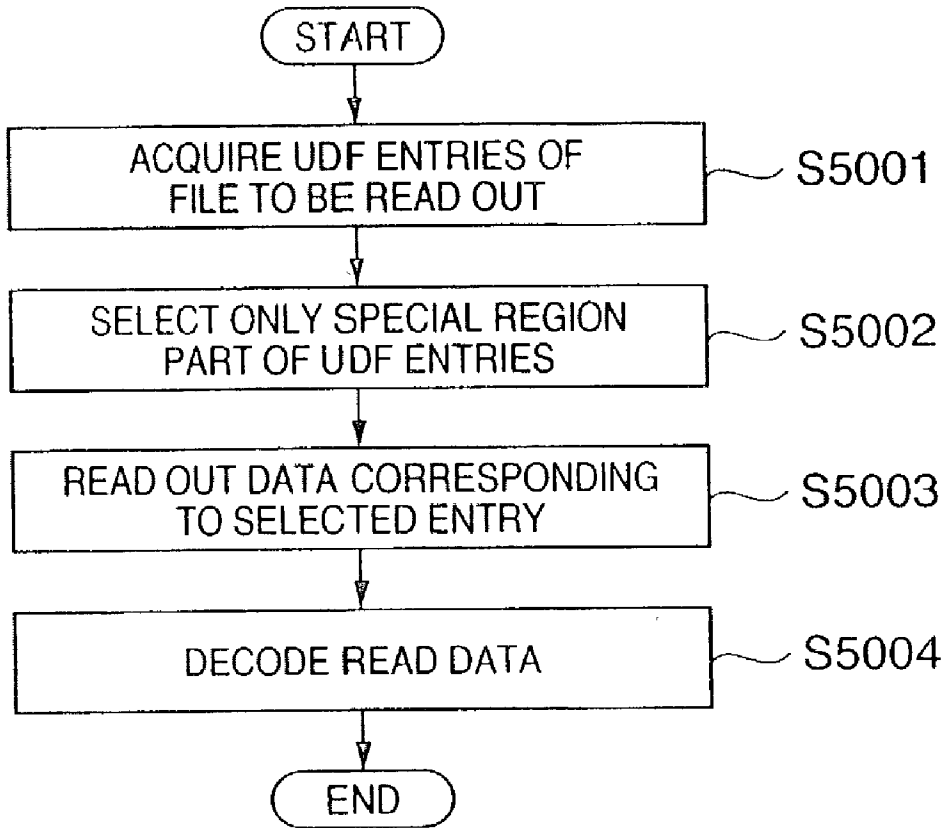 START
ACQUIRE UDF ENTRIES OF
FILE TO BE READ OUT
S5001
SELECT ONLY SPECIAL REGION
PART OF UDF ENTRIES
S5002
READ OUT DATA CORRESPONDING
TO SELECTED ENTRY
S5003
DECODE READ DATA
S5004
END